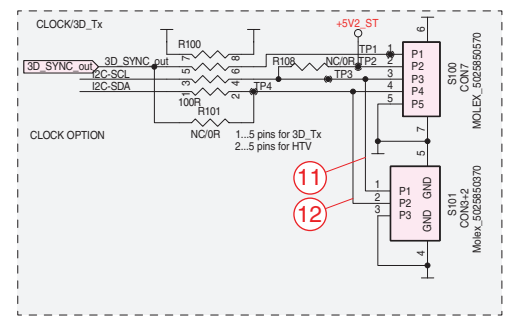 CLOCK/3D_Tx
+5V2_ST
6
R100
7 8
5 6
3 4
1 2
100R
3D_SYNC_out
3D_SYNC_out
I2C-SCL
I2C-SDA
R108
NC/0R
TP1
TP2
TP3
TP4
1
2
3
4
5
P1
P2
P3
P4
P5
7
S100
CON7
MOLEX_5028860570
R101
NC/0R
CLOCK OPTION
1...5 pins for 3D_Tx
2...5 pins for HTV
11
12
5
1
2
3
P1
P2
P3
GND
GND
4
S101
CON3+2
Molex_5025850370